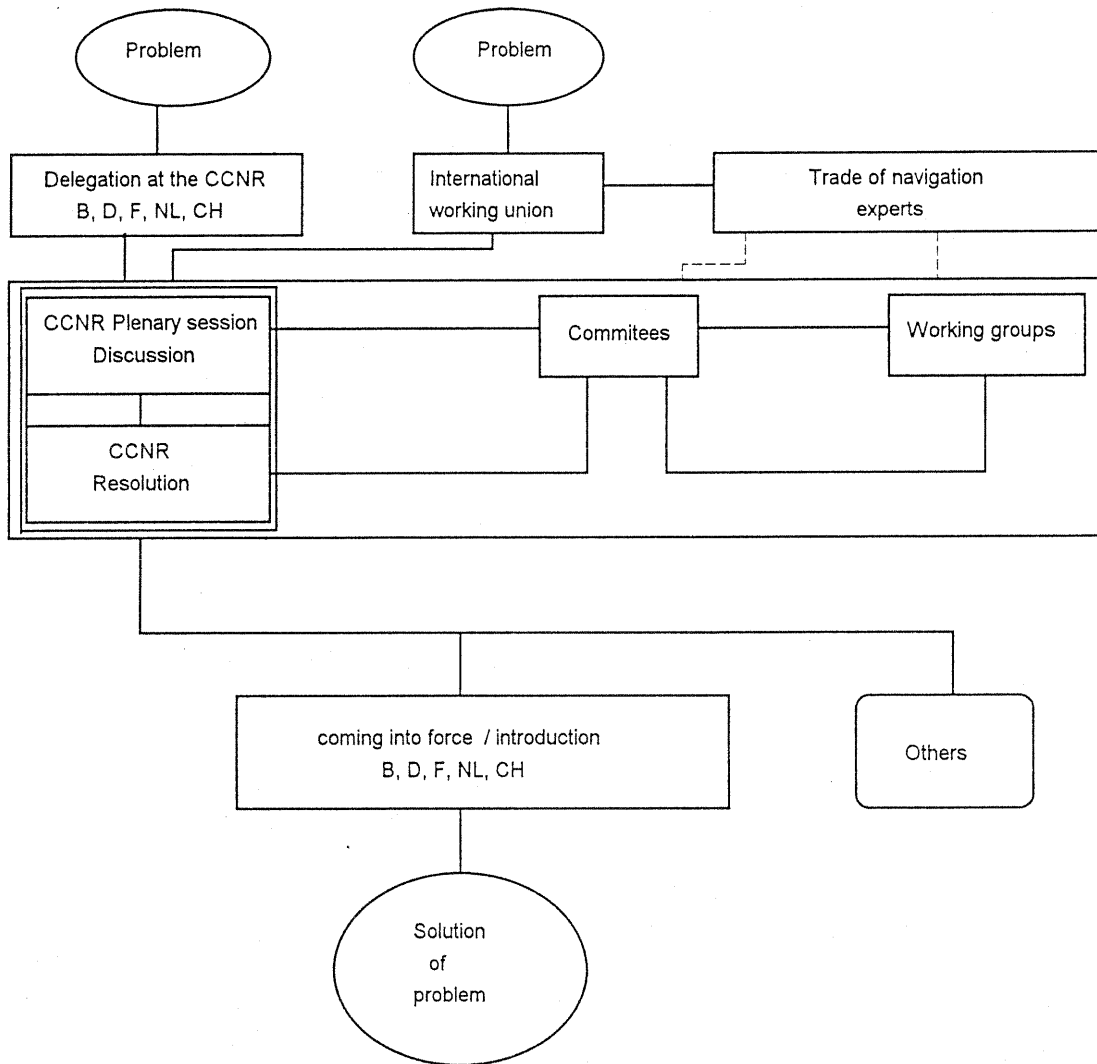 Problem
Problem
Delegation at the CCNR
B, D, F, NL, CH
International
working union
Trade of navigation
experts
CCNR Plenary session
Discussion
Commitees
Working groups
CCNR
Resolution
coming into force / introduction
B, D, F, NL, CH
Others
Solution
of
problem